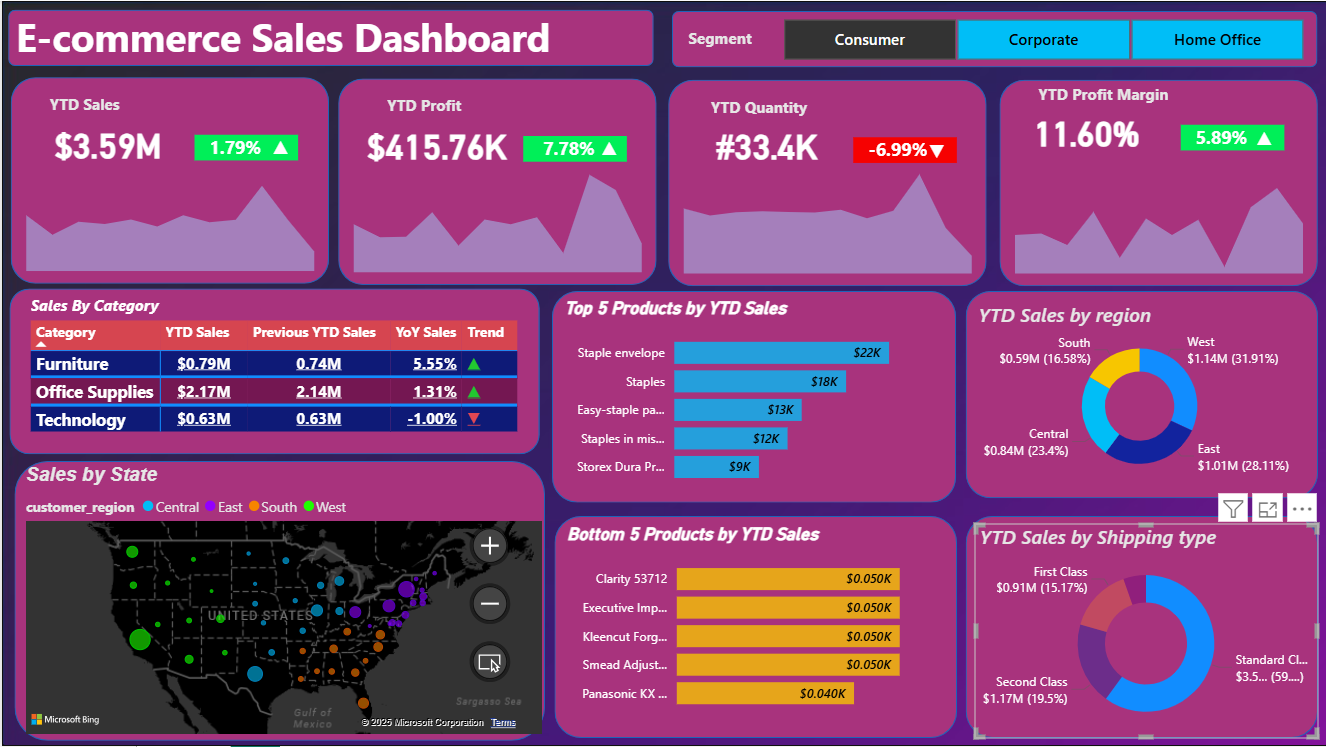 E-commerce Sales Dashboard
Segment
Consumer
Corporate
Home Office
YTD Sales
$3.59M
1.79% ▲
YTD Profit
$415.76K
7.78% ▲
YTD Quantity
#33.4K
-6.99%▼
YTD Profit Margin
11.60%
5.89% ▲
Sales By Category
Category YTD Sales Previous YTD Sales YoY Sales Trend
Furniture $0.79M 0.74M 5.55% ▲
Office Supplies $2.17M 2.14M 1.31% ▲
Technology $0.63M 0.63M -1.00% ▼
Top 5 Products by YTD Sales
Staple envelope $22K
Staples $18K
Easy-staple pa... $13K
Staples in mis... $12K
Storex Dura Pr... $9K
YTD Sales by region
South
$0.59M (16.58%)
West
$1.14M (31.91%)
Central
$0.84M (23.4%)
East
$1.01M (28.11%)
Sales by State
customer_region Central East South West
UNITED STATES
Gulf of
Mexico
Sargasso Sea
Microsoft Bing
© 2025 Microsoft Corporation Terms
Bottom 5 Products by YTD Sales
Clarity 53712 $0.050K
Executive Imp... $0.050K
Kleencut Forg... $0.050K
Smead Adjust... $0.050K
Panasonic KX ... $0.040K
YTD Sales by Shipping type
First Class
$0.91M (15.17%)
Second Class
$1.17M (19.5%)
Standard Cl...
$3.5... (59....)